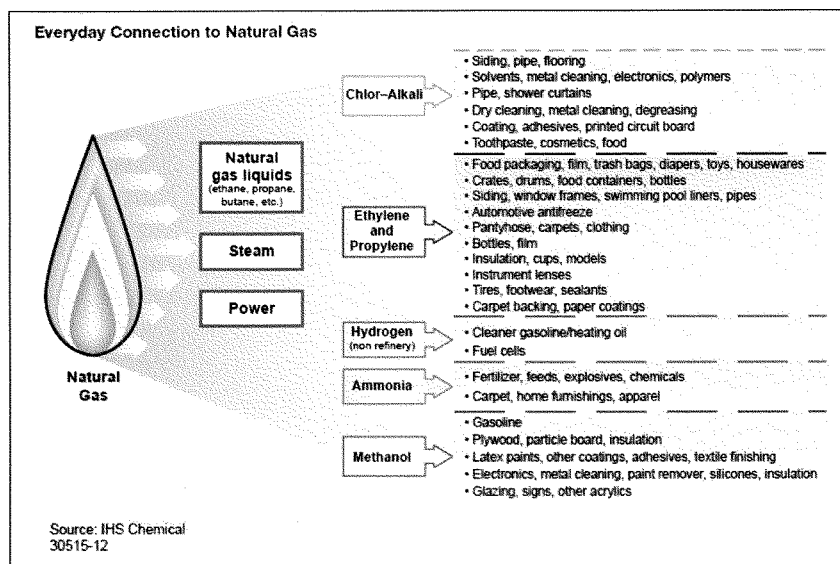 Everyday Connection to Natural Gas
Natural
Gas
Natural
gas liquids
(ethane, propane,
butane, etc.)
Steam
Power
Chlor–Alkali
• Siding, pipe, flooring
• Solvents, metal cleaning, electronics, polymers
• Pipe, shower curtains
• Dry cleaning, metal cleaning, degreasing
• Coating, adhesives, printed circuit board
• Toothpaste, cosmetics, food
Ethylene
and
Propylene
• Food packaging, film, trash bags, diapers, toys, housewares
• Crates, drums, food containers, bottles
• Siding, window frames, swimming pool liners, pipes
• Automotive antifreeze
• Pantyhose, carpets, clothing
• Bottles, film
• Insulation, cups, models
• Instrument lenses
• Tires, footwear, sealants
• Carpet backing, paper coatings
Hydrogen
(non refinery)
• Cleaner gasoline/heating oil
• Fuel cells
Ammonia
• Fertilizer, feeds, explosives, chemicals
• Carpet, home furnishings, apparel
Methanol
• Gasoline
• Plywood, particle board, insulation
• Latex paints, other coatings, adhesives, textile finishing
• Electronics, metal cleaning, paint remover, silicones, insulation
• Glazing, signs, other acrylics
Source: IHS Chemical
30515-12